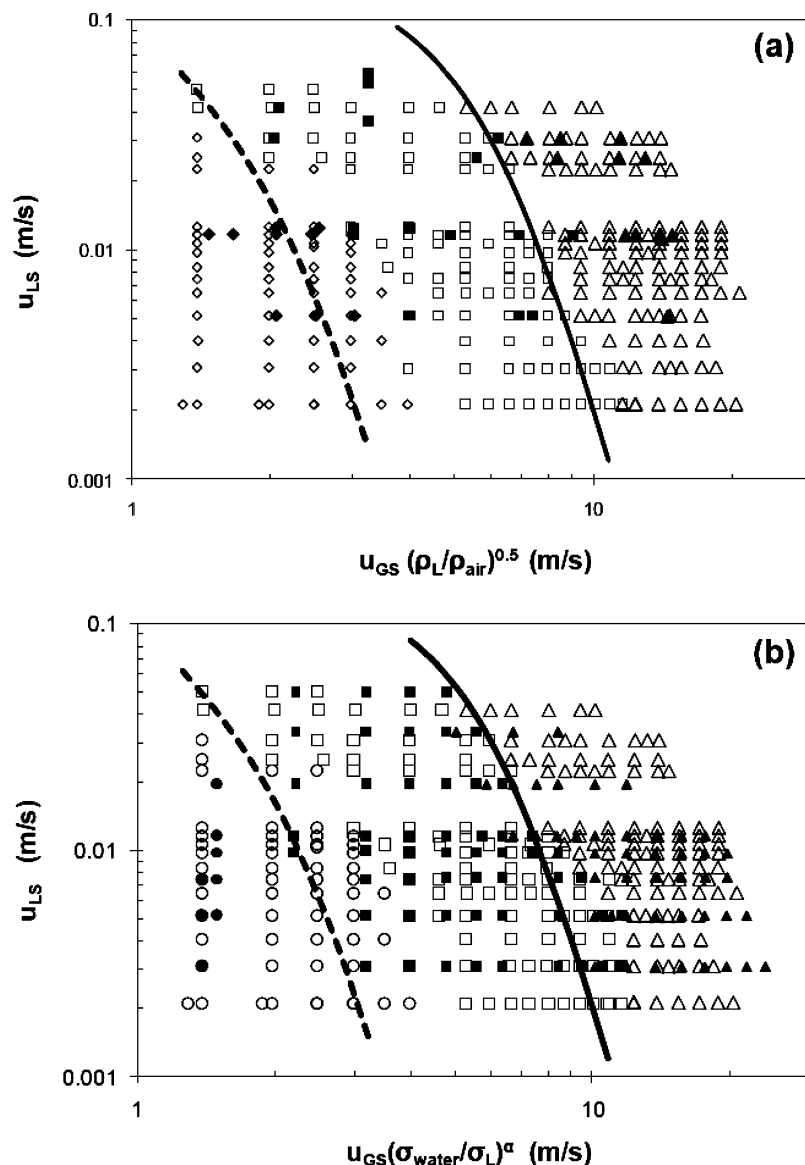 (a)
0.1
0.01
0.001
u_LS (m/s)
1
10
u_GS (ρ_L/ρ_air)^0.5 (m/s)
(b)
0.1
0.01
0.001
u_LS (m/s)
1
10
u_GS(σ_water/σ_L)^α (m/s)